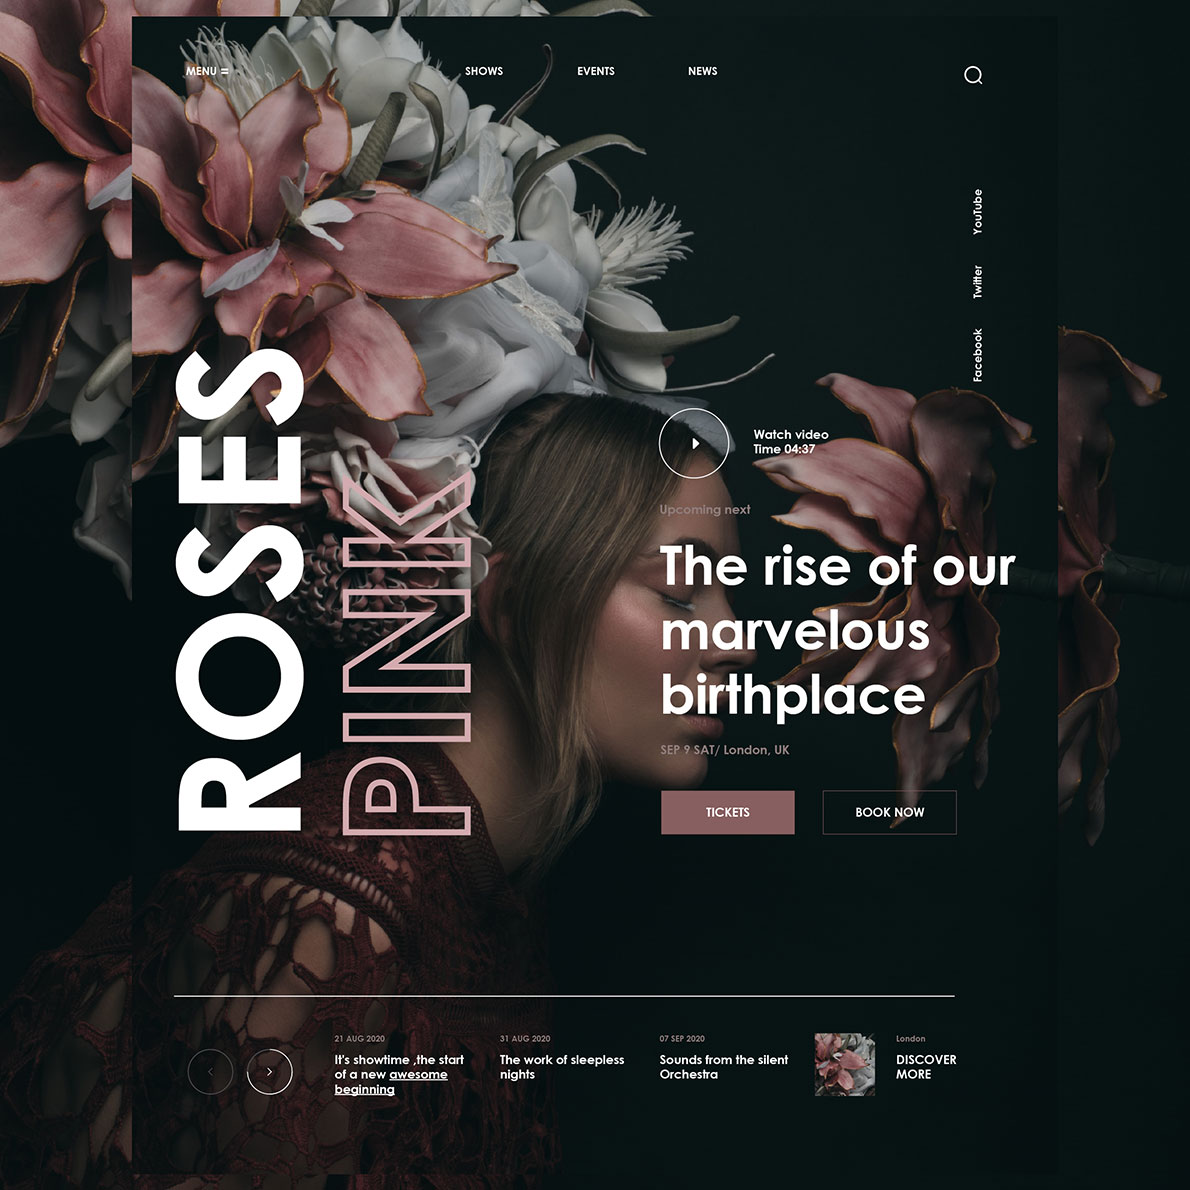 MENU
SHOWS
EVENTS
NEWS
YouTube
Twitter
Facebook
ROSES
PINK
Watch video
Time 04:37
Upcoming next
The rise of our
marvelous
birthplace
SEP 9 SAT/ London, UK
TICKETS
BOOK NOW
21 AUG 2020
It's showtime ,the start
of a new awesome
beginning
31 AUG 2020
The work of sleepless
nights
07 SEP 2020
Sounds from the silent
Orchestra
London
DISCOVER
MORE